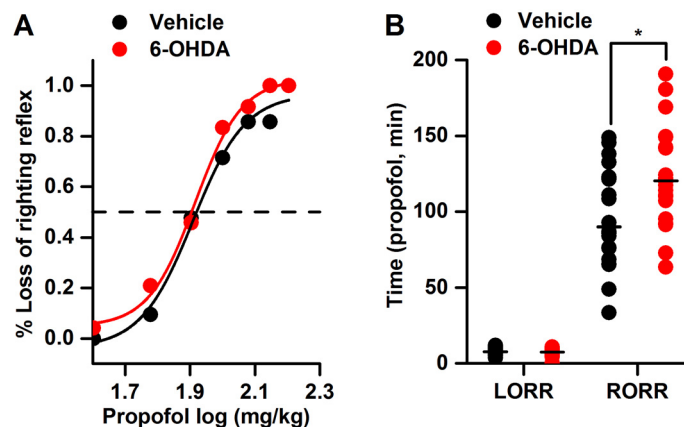 A
Vehicle
6-OHDA
% Loss of righting reflex
1.0
0.8
0.6
0.4
0.2
0.0
1.7
1.9
2.1
2.3
Propofol log (mg/kg)
B
Vehicle
6-OHDA
*
Time (propofol, min)
200
150
100
50
0
LORR
RORR